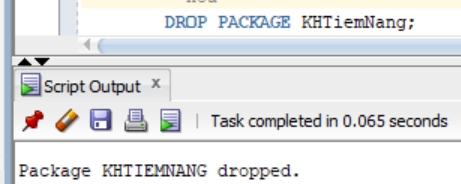 DROP PACKAGE KHTiemNang;
Script Output x
Task completed in 0.065 seconds
Package KHTIEMNANG dropped.